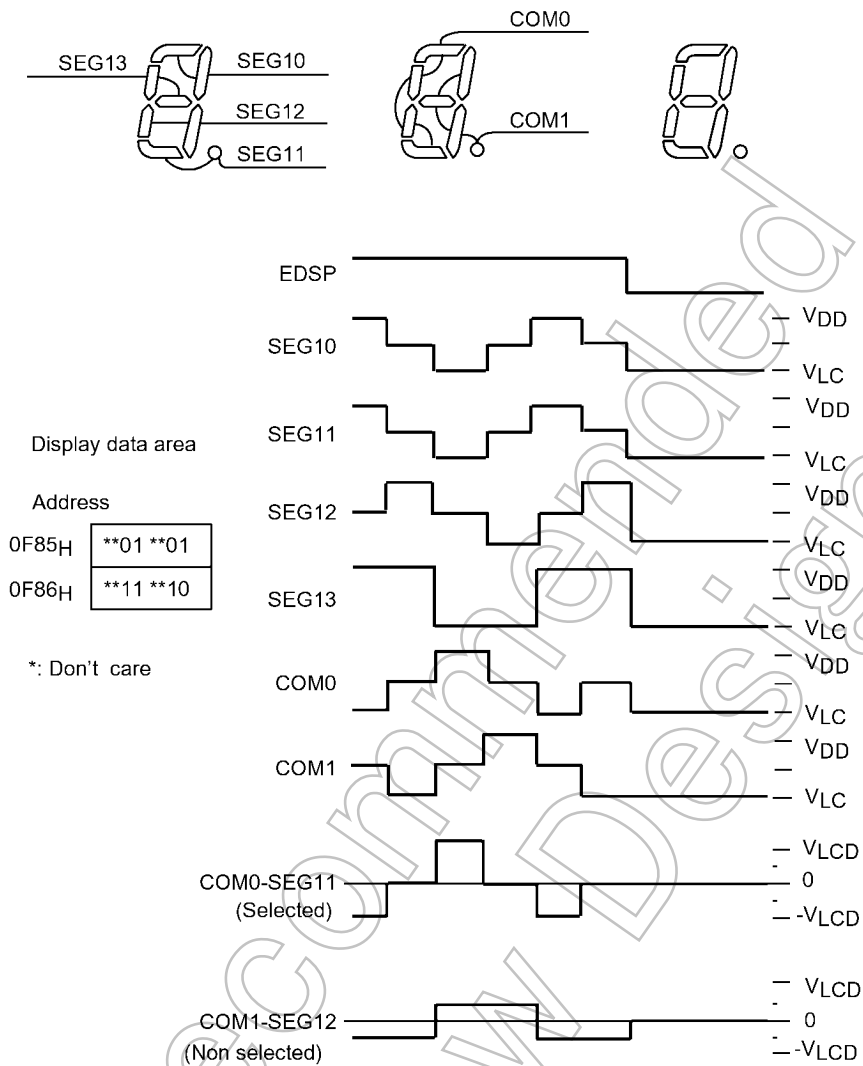 COM0
SEG13
SEG10
SEG12
COM1
SEG11
EDSP
VDD
SEG10
VLC
VDD
SEG11
Display data area
VLC
VDD
Address
SEG12
0F85H **01 **01
VLC
VDD
0F86H **11 **10
SEG13
VLC
*: Don't care
VDD
COM0
VLC
VDD
COM1
VLC
VLCD
COM0-SEG11
0
(Selected)
-VLCD
VLCD
COM1-SEG12
0
(Non selected)
-VLCD
ecommended
w Design